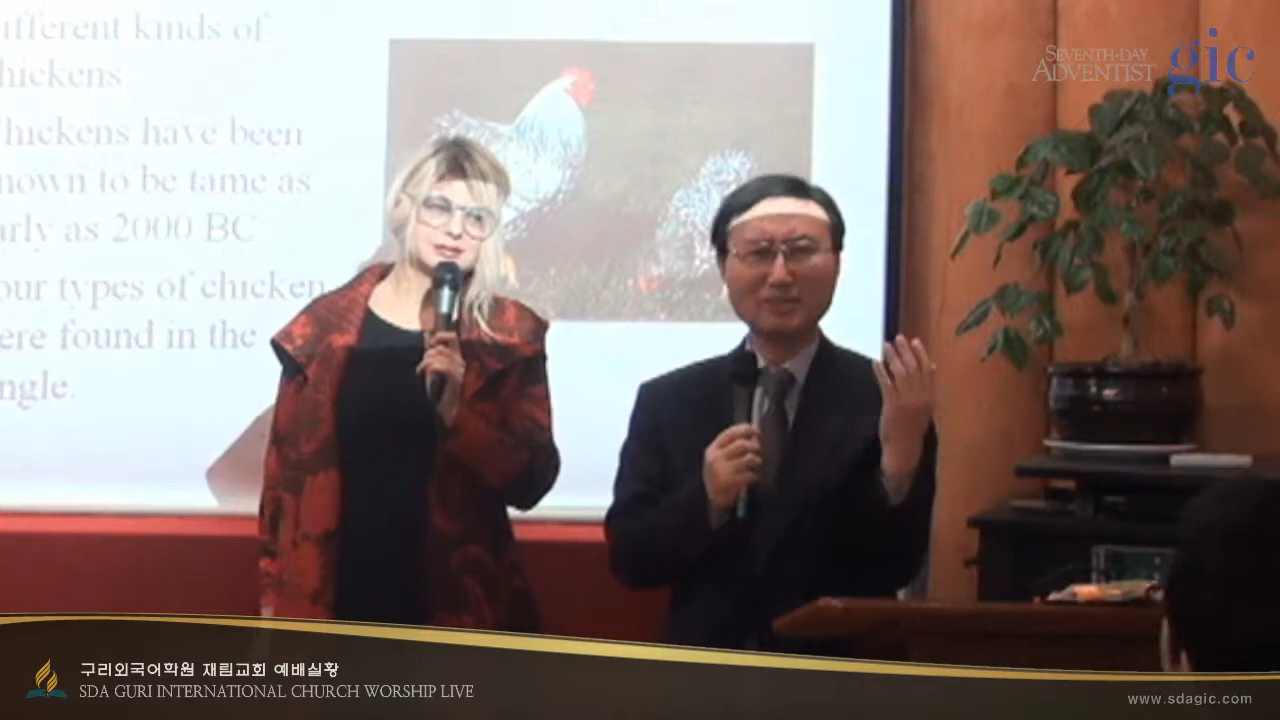 ifferent kinds of
hickens
hickens have been
nown to be tame as
arly as 2000 BC
our types of chicken
ere found in the
ngle.
SEVENTH-DAY
ADVENTIST
gic
구리외국어학원 재림교회 예배실황
SDA GURI INTERNATIONAL CHURCH WORSHIP LIVE
www.sdagic.com